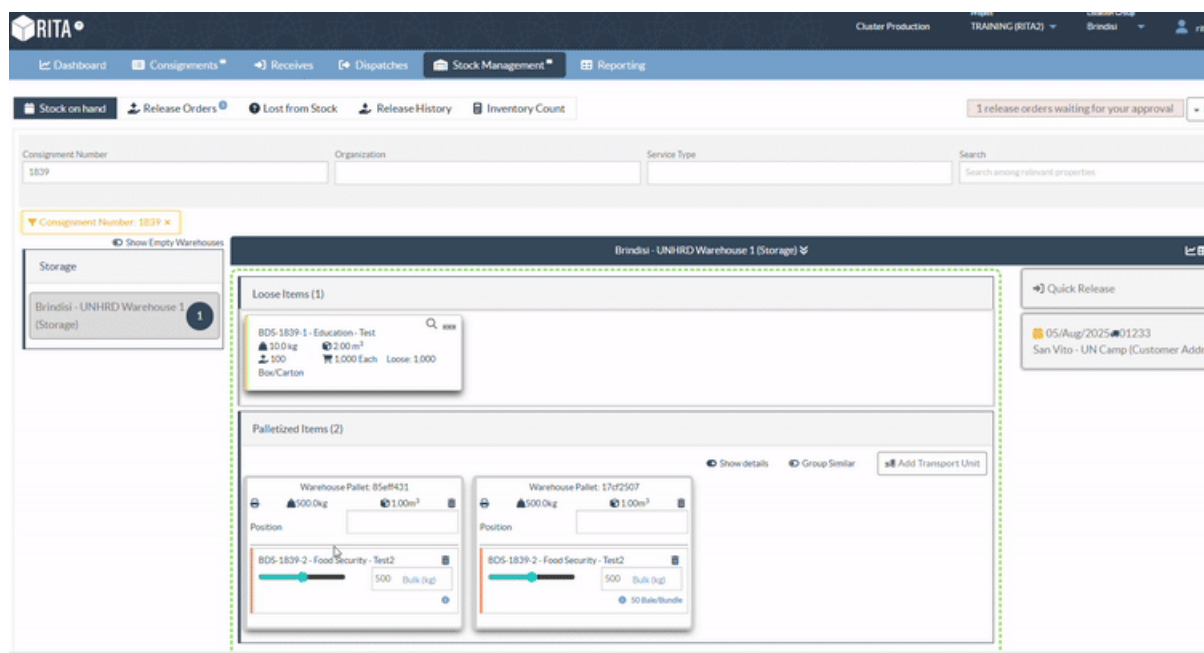 RITA
Cluster Production
Project
TRAINING (RITA2)
Location Group
Brindisi
Dashboard Consignments Receives Dispatches Stock Management Reporting
Stock on hand Release Orders Lost from Stock Release History Inventory Count
1 release orders waiting for your approval
Consignment Number Organization Service Type Search
1839 Search among relevant properties
Consignment Number: 1839 ×
Show Empty Warehouses
Storage
Brindisi - UNHRD Warehouse 1
(Storage)
1
Brindisi - UNHRD Warehouse 1 (Storage)
Loose Items (1)
BDS-1839-1 - Education - Test
10.0 kg 2.00 m³
100 1,000 Each Loose: 1,000
Box/Carton
Quick Release
05/Aug/2025 01233
San Vito - UN Camp (Customer Addr
Palletized Items (2)
Show details Group Similar Add Transport Unit
Warehouse Pallet: 85eff431
500.0kg 1.00m³
Position
BDS-1839-2 - Food Security - Test2
500 Bulk (kg)
Warehouse Pallet: 17cf2507
500.0kg 1.00m³
Position
BDS-1839-2 - Food Security - Test2
500 Bulk (kg)
50 Bale/Bundle